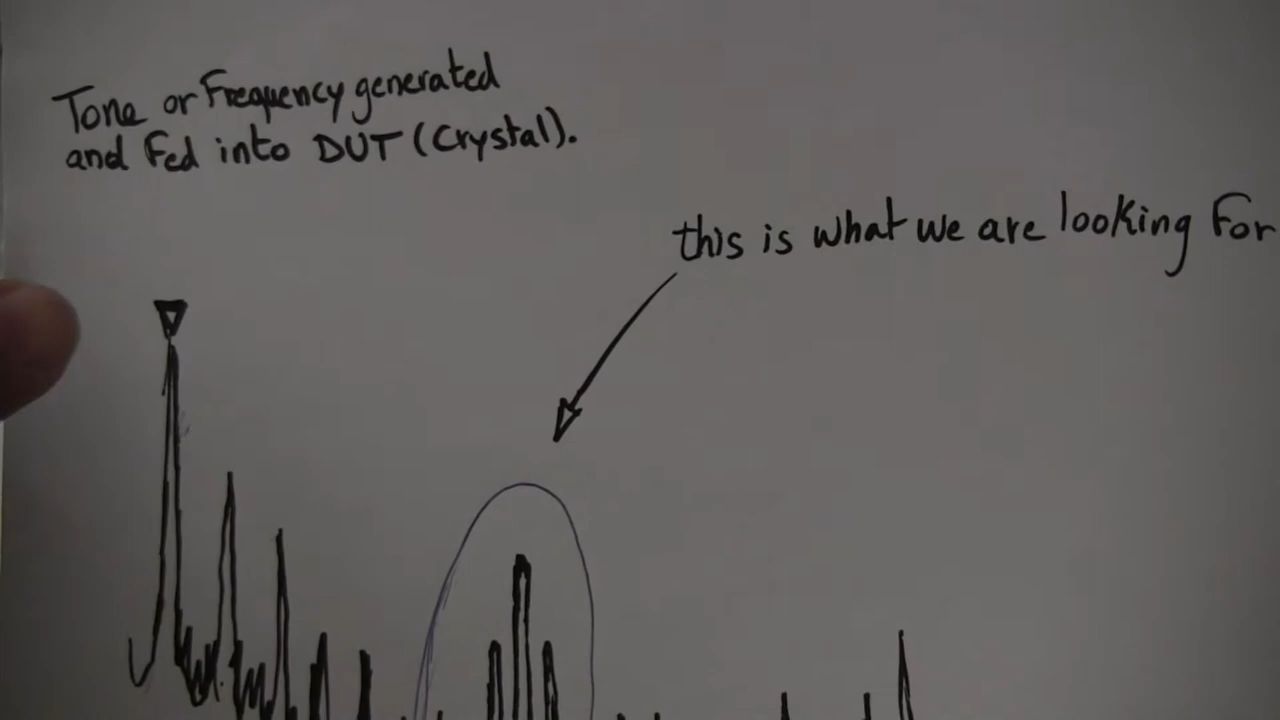 Tone or Frequency generated
and Fed into DUT (Crystal).
this is what we are looking For